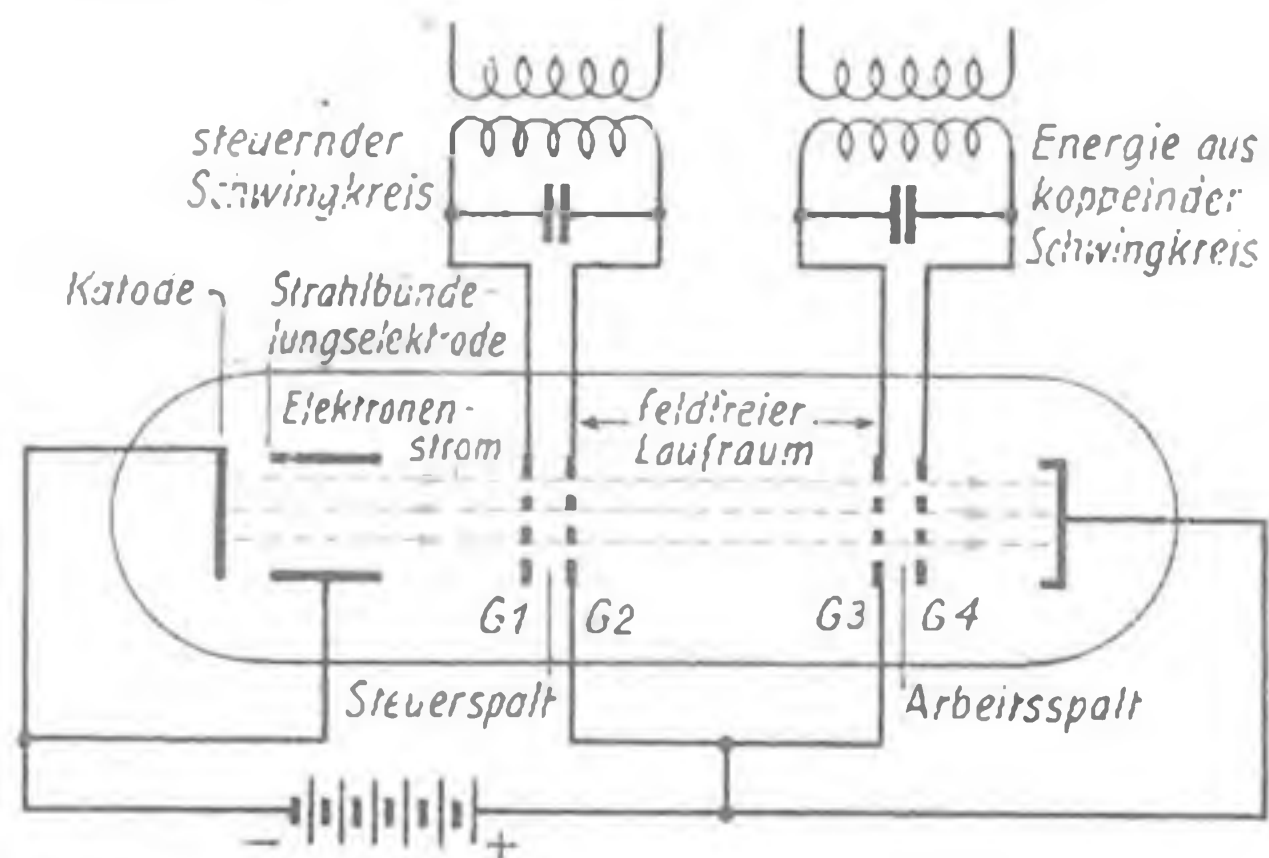 steuernder
Schwingkreis
Energie aus
koppelnder
Schwingkreis
Katode
Strahlbünde-
lungselektrode
Elektronen-
strom
feldfreier
Laufraum
G1
G2
G3
G4
Steuerspalt
Arbeitsspalt
-
+